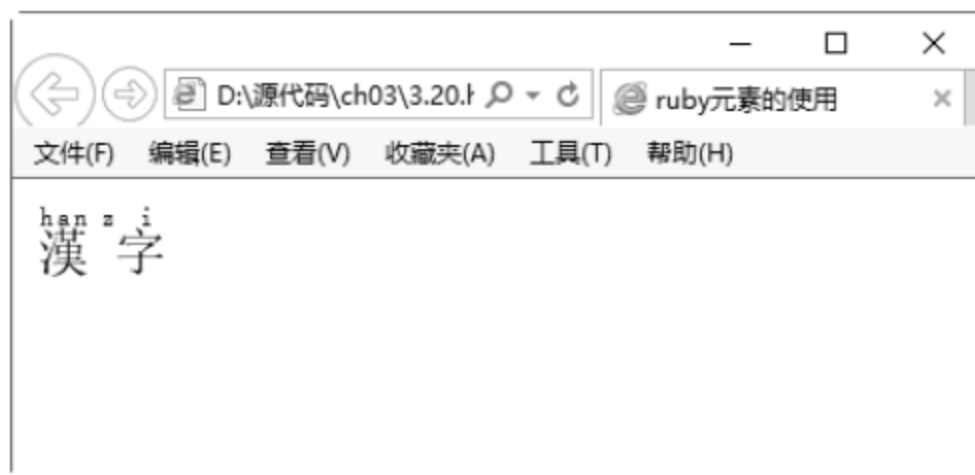 D:\源代码\ch03\3.20.h
ruby元素的使用
文件(F) 编辑(E) 查看(V) 收藏夹(A) 工具(T) 帮助(H)
han z i
漢 字